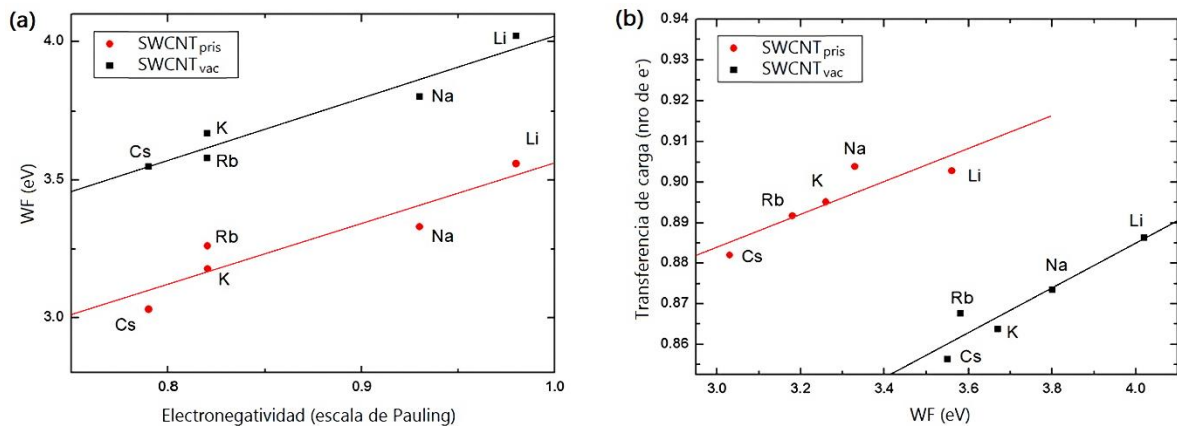 (a)
SWCNTpris
SWCNTvac
4.0
3.5
3.0
WF (eV)
Li
Na
K
Cs
Rb
Li
Rb
Na
K
Cs
0.8
0.9
1.0
Electronegatividad (escala de Pauling)
(b)
SWCNTpris
SWCNTvac
0.94
0.93
0.92
0.91
0.90
0.89
0.88
0.87
0.86
Transferencia de carga (nro de e-)
Na
K
Li
Rb
Cs
Li
Na
Rb
K
Cs
3.0
3.2
3.4
3.6
3.8
4.0
WF (eV)